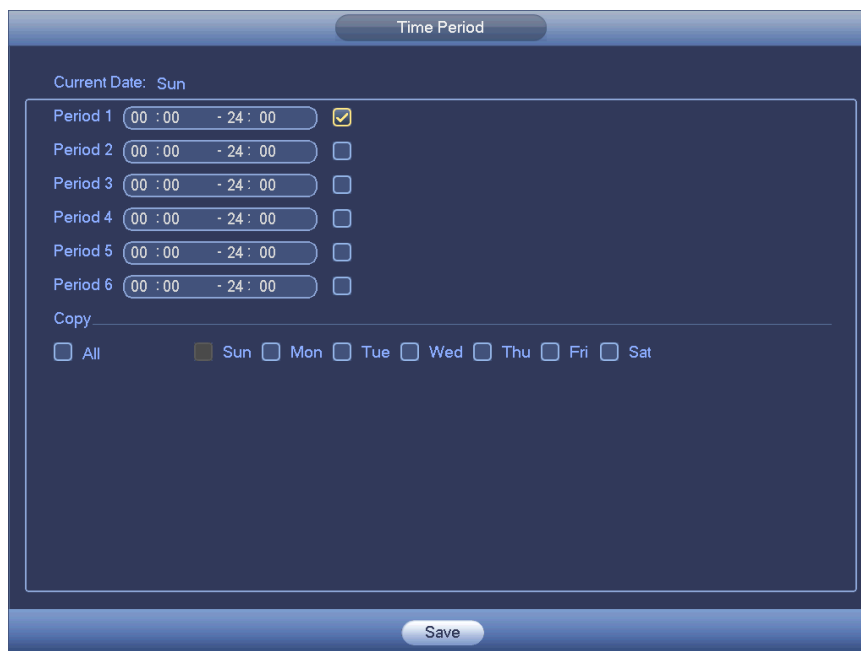 Time Period
Current Date: Sun
Period 1 00 :00 - 24 : 00
Period 2 00 :00 - 24 : 00
Period 3 00 :00 - 24 : 00
Period 4 00 :00 - 24 : 00
Period 5 00 :00 - 24 : 00
Period 6 00 :00 - 24 : 00
Copy
All Sun Mon Tue Wed Thu Fri Sat
Save